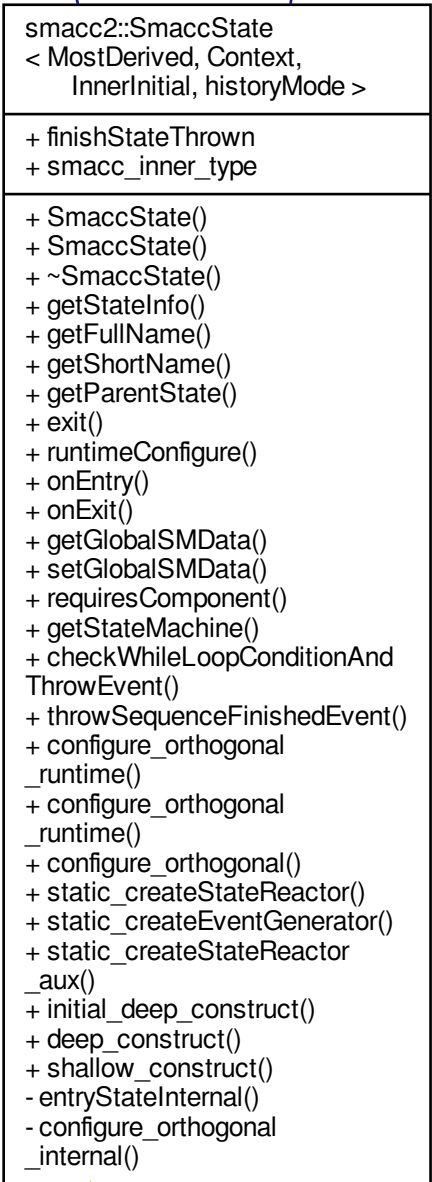 smacc2::SmaccState
< MostDerived, Context,
InnerInitial, historyMode >
+ finishStateThrown
+ smacc_inner_type
+ SmaccState()
+ SmaccState()
+ ~SmaccState()
+ getStateInfo()
+ getFullName()
+ getShortName()
+ getParentState()
+ exit()
+ runtimeConfigure()
+ onEntry()
+ onExit()
+ getGlobalSMData()
+ setGlobalSMData()
+ requiresComponent()
+ getStateMachine()
+ checkWhileLoopConditionAnd
ThrowEvent()
+ throwSequenceFinishedEvent()
+ configure_orthogonal
_runtime()
+ configure_orthogonal
_runtime()
+ configure_orthogonal()
+ static_createStateReactor()
+ static_createEventGenerator()
+ static_createStateReactor
_aux()
+ initial_deep_construct()
+ deep_construct()
+ shallow_construct()
- entryStateInternal()
- configure_orthogonal
_internal()